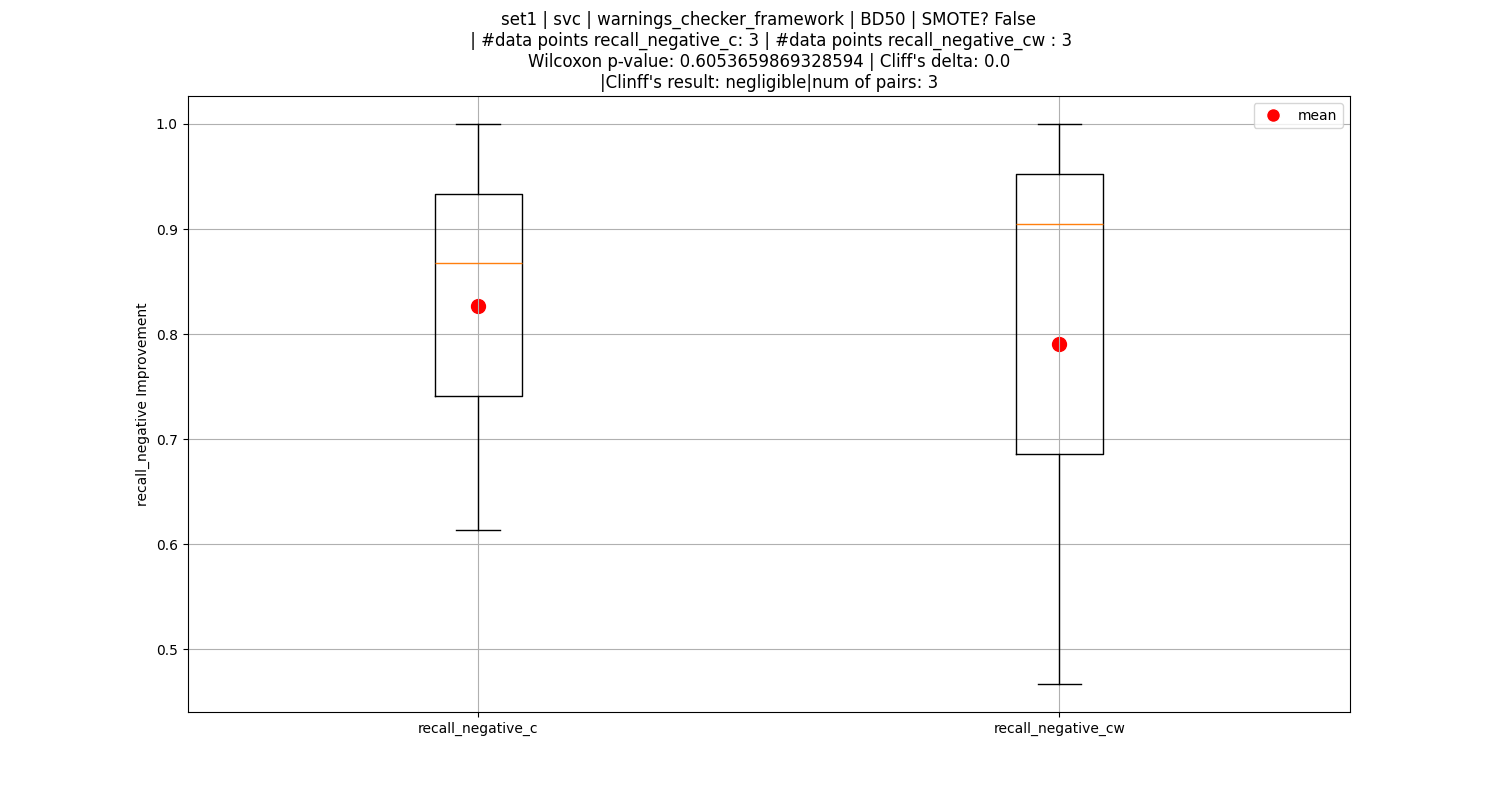 set1 | svc | warnings_checker_framework | BD50 | SMOTE? False
| #data points recall_negative_c: 3 | #data points recall_negative_cw : 3
Wilcoxon p-value: 0.6053659869328594 | Cliff's delta: 0.0
|Clinff's result: negligible|num of pairs: 3
mean
1.0
0.9
0.8
0.7
0.6
0.5
recall_negative Improvement
recall_negative_c
recall_negative_cw